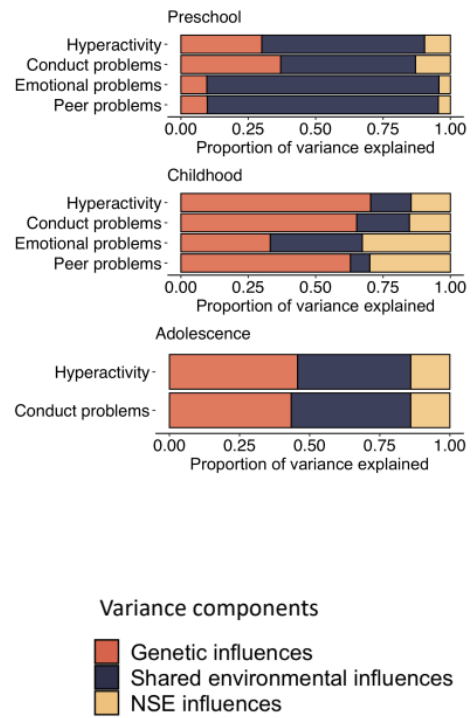 Preschool
Hyperactivity
Conduct problems
Emotional problems
Peer problems
0.00 0.25 0.50 0.75 1.00
Proportion of variance explained
Childhood
Hyperactivity
Conduct problems
Emotional problems
Peer problems
0.00 0.25 0.50 0.75 1.00
Proportion of variance explained
Adolescence
Hyperactivity
Conduct problems
0.00 0.25 0.50 0.75 1.00
Proportion of variance explained
Variance components
Genetic influences
Shared environmental influences
NSE influences